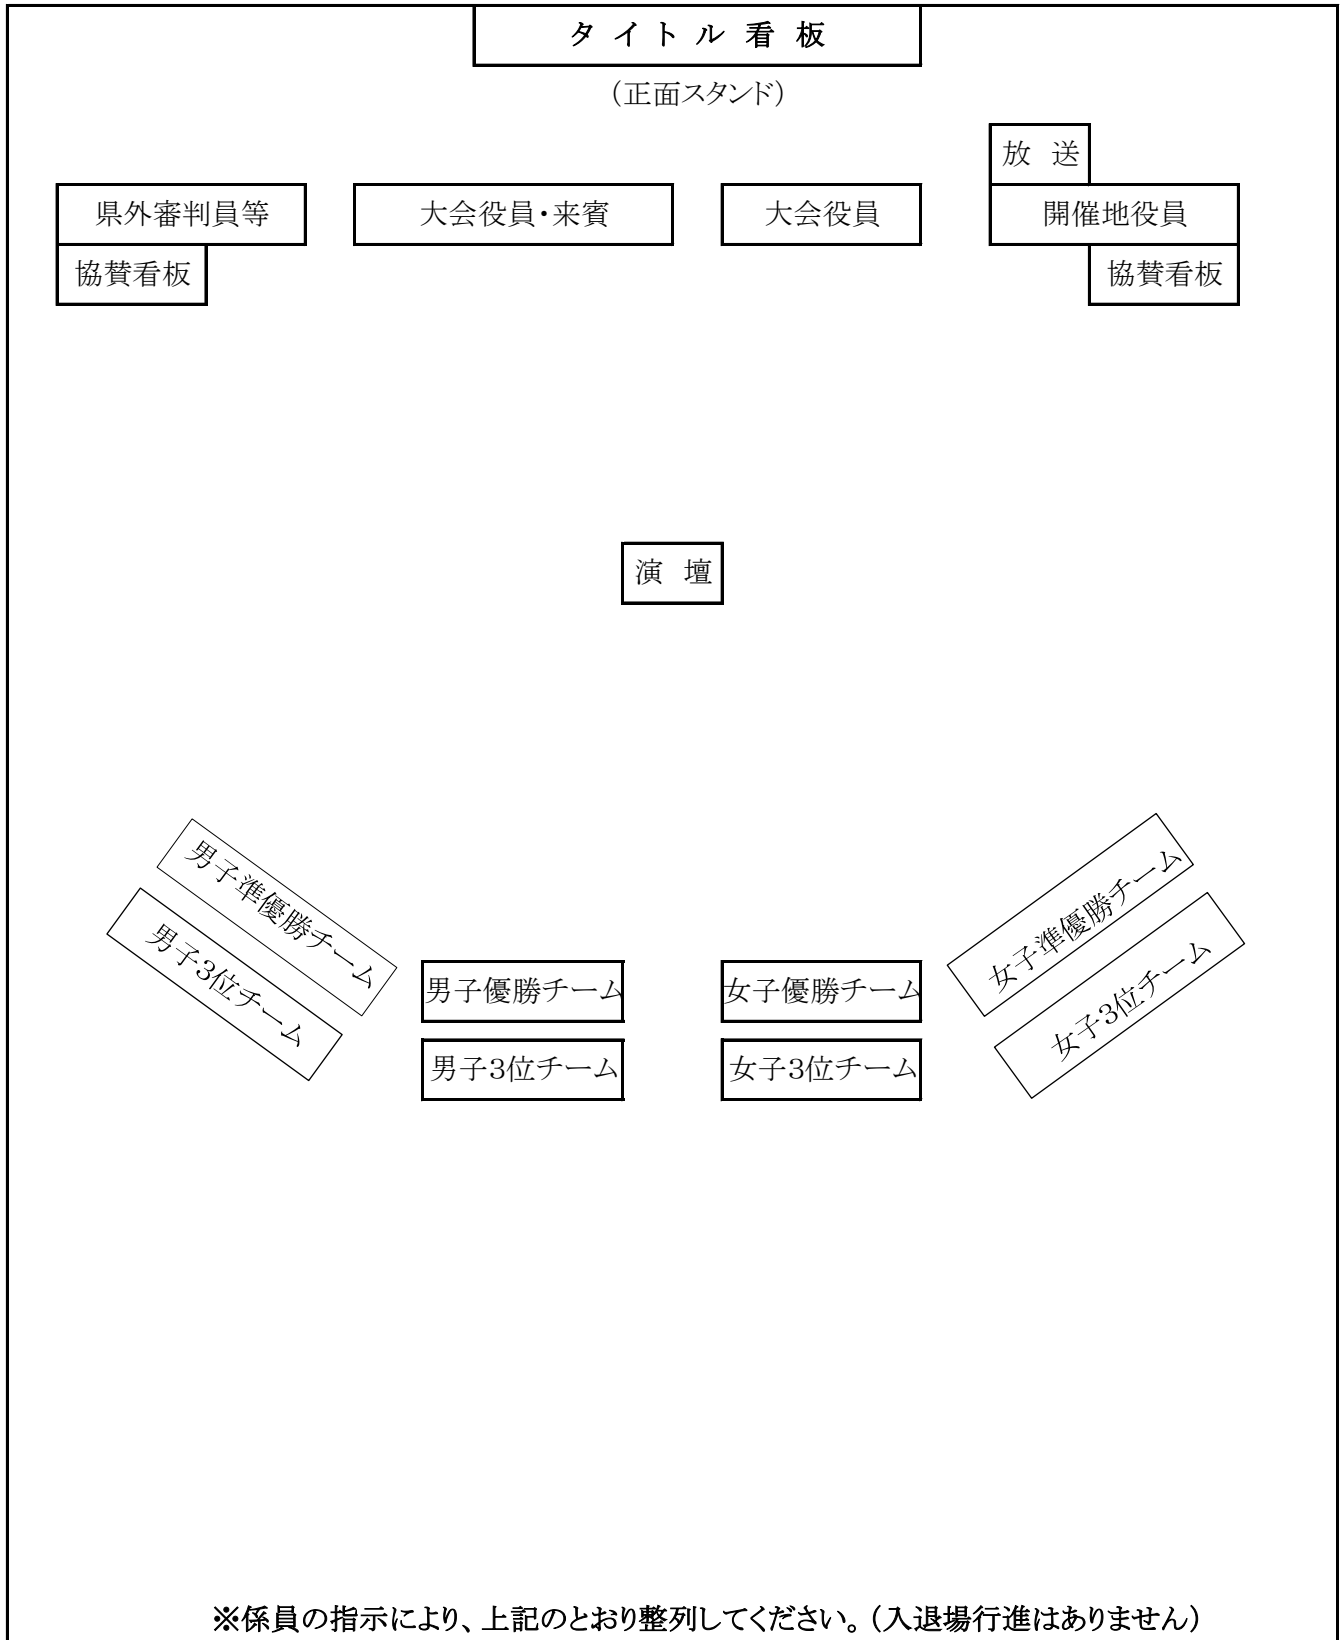 タイトル看板
（正面スタンド）
放送
県外審判員等
大会役員・来賓
大会役員
開催地役員
協賛看板
協賛看板
演壇
男子準優勝チーム
男子3位チーム
男子優勝チーム
男子3位チーム
女子優勝チーム
女子3位チーム
女子準優勝チーム
女子3位チーム
※係員の指示により、上記のとおり整列してください。（入退場行進はありません）